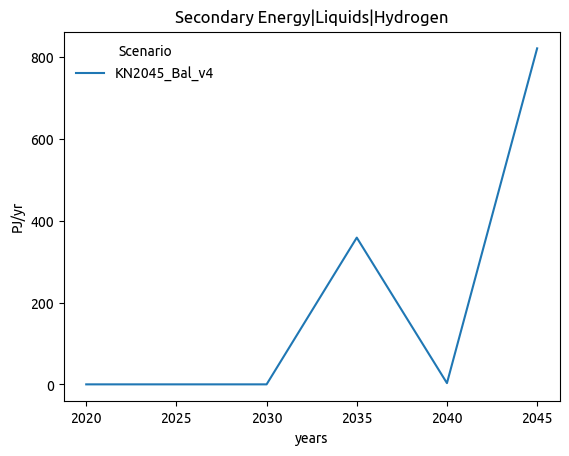 Secondary Energy|Liquids|Hydrogen
Scenario
KN2045_Bal_v4
PJ/yr
800
600
400
200
0
2020 2025 2030 2035 2040 2045
years